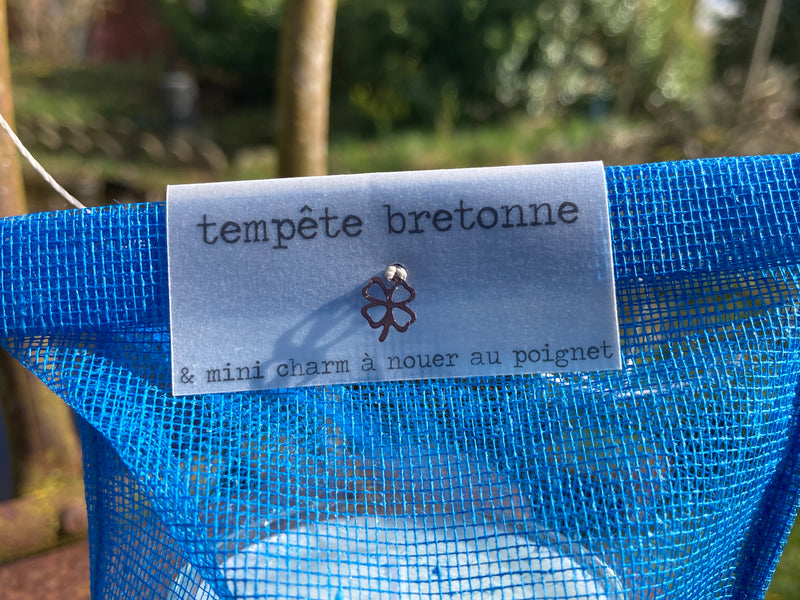 tempête bretonne
& mini charm à nouer au poignet